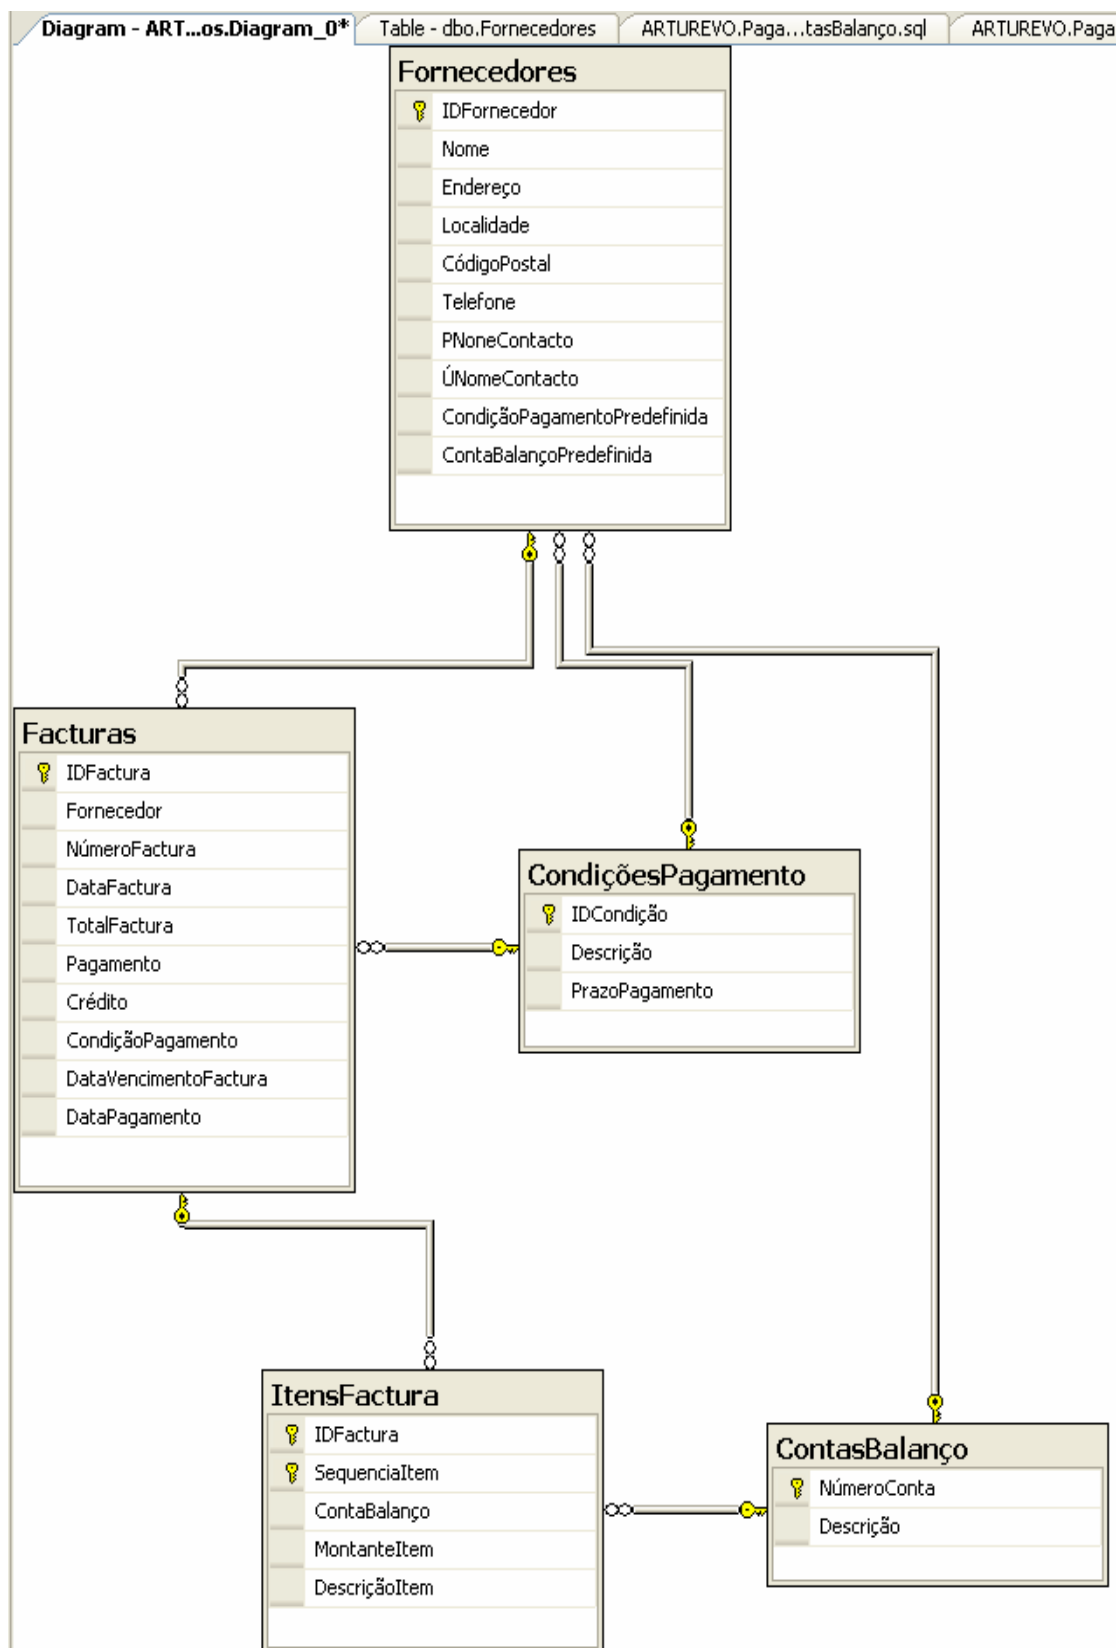 Diagram - ART...os.Diagram_0*
Table - dbo.Fornecedores
ARTUREVO.Paga...tasBalanço.sql
ARTUREVO.Paga
Fornecedores
IDFornecedor
Nome
Endereço
Localidade
CódigoPostal
Telefone
PNoneContacto
ÚNomeContacto
CondiçãoPagamentoPredefinida
ContaBalançoPredefinida
Facturas
IDFactura
Fornecedor
NúmeroFactura
DataFactura
TotalFactura
Pagamento
Crédito
CondiçãoPagamento
DataVencimentoFactura
DataPagamento
CondiçõesPagamento
IDCondição
Descrição
PrazoPagamento
ItensFactura
IDFactura
SequenciaItem
ContaBalanço
MontanteItem
DescriçãoItem
ContasBalanço
NúmeroConta
Descrição